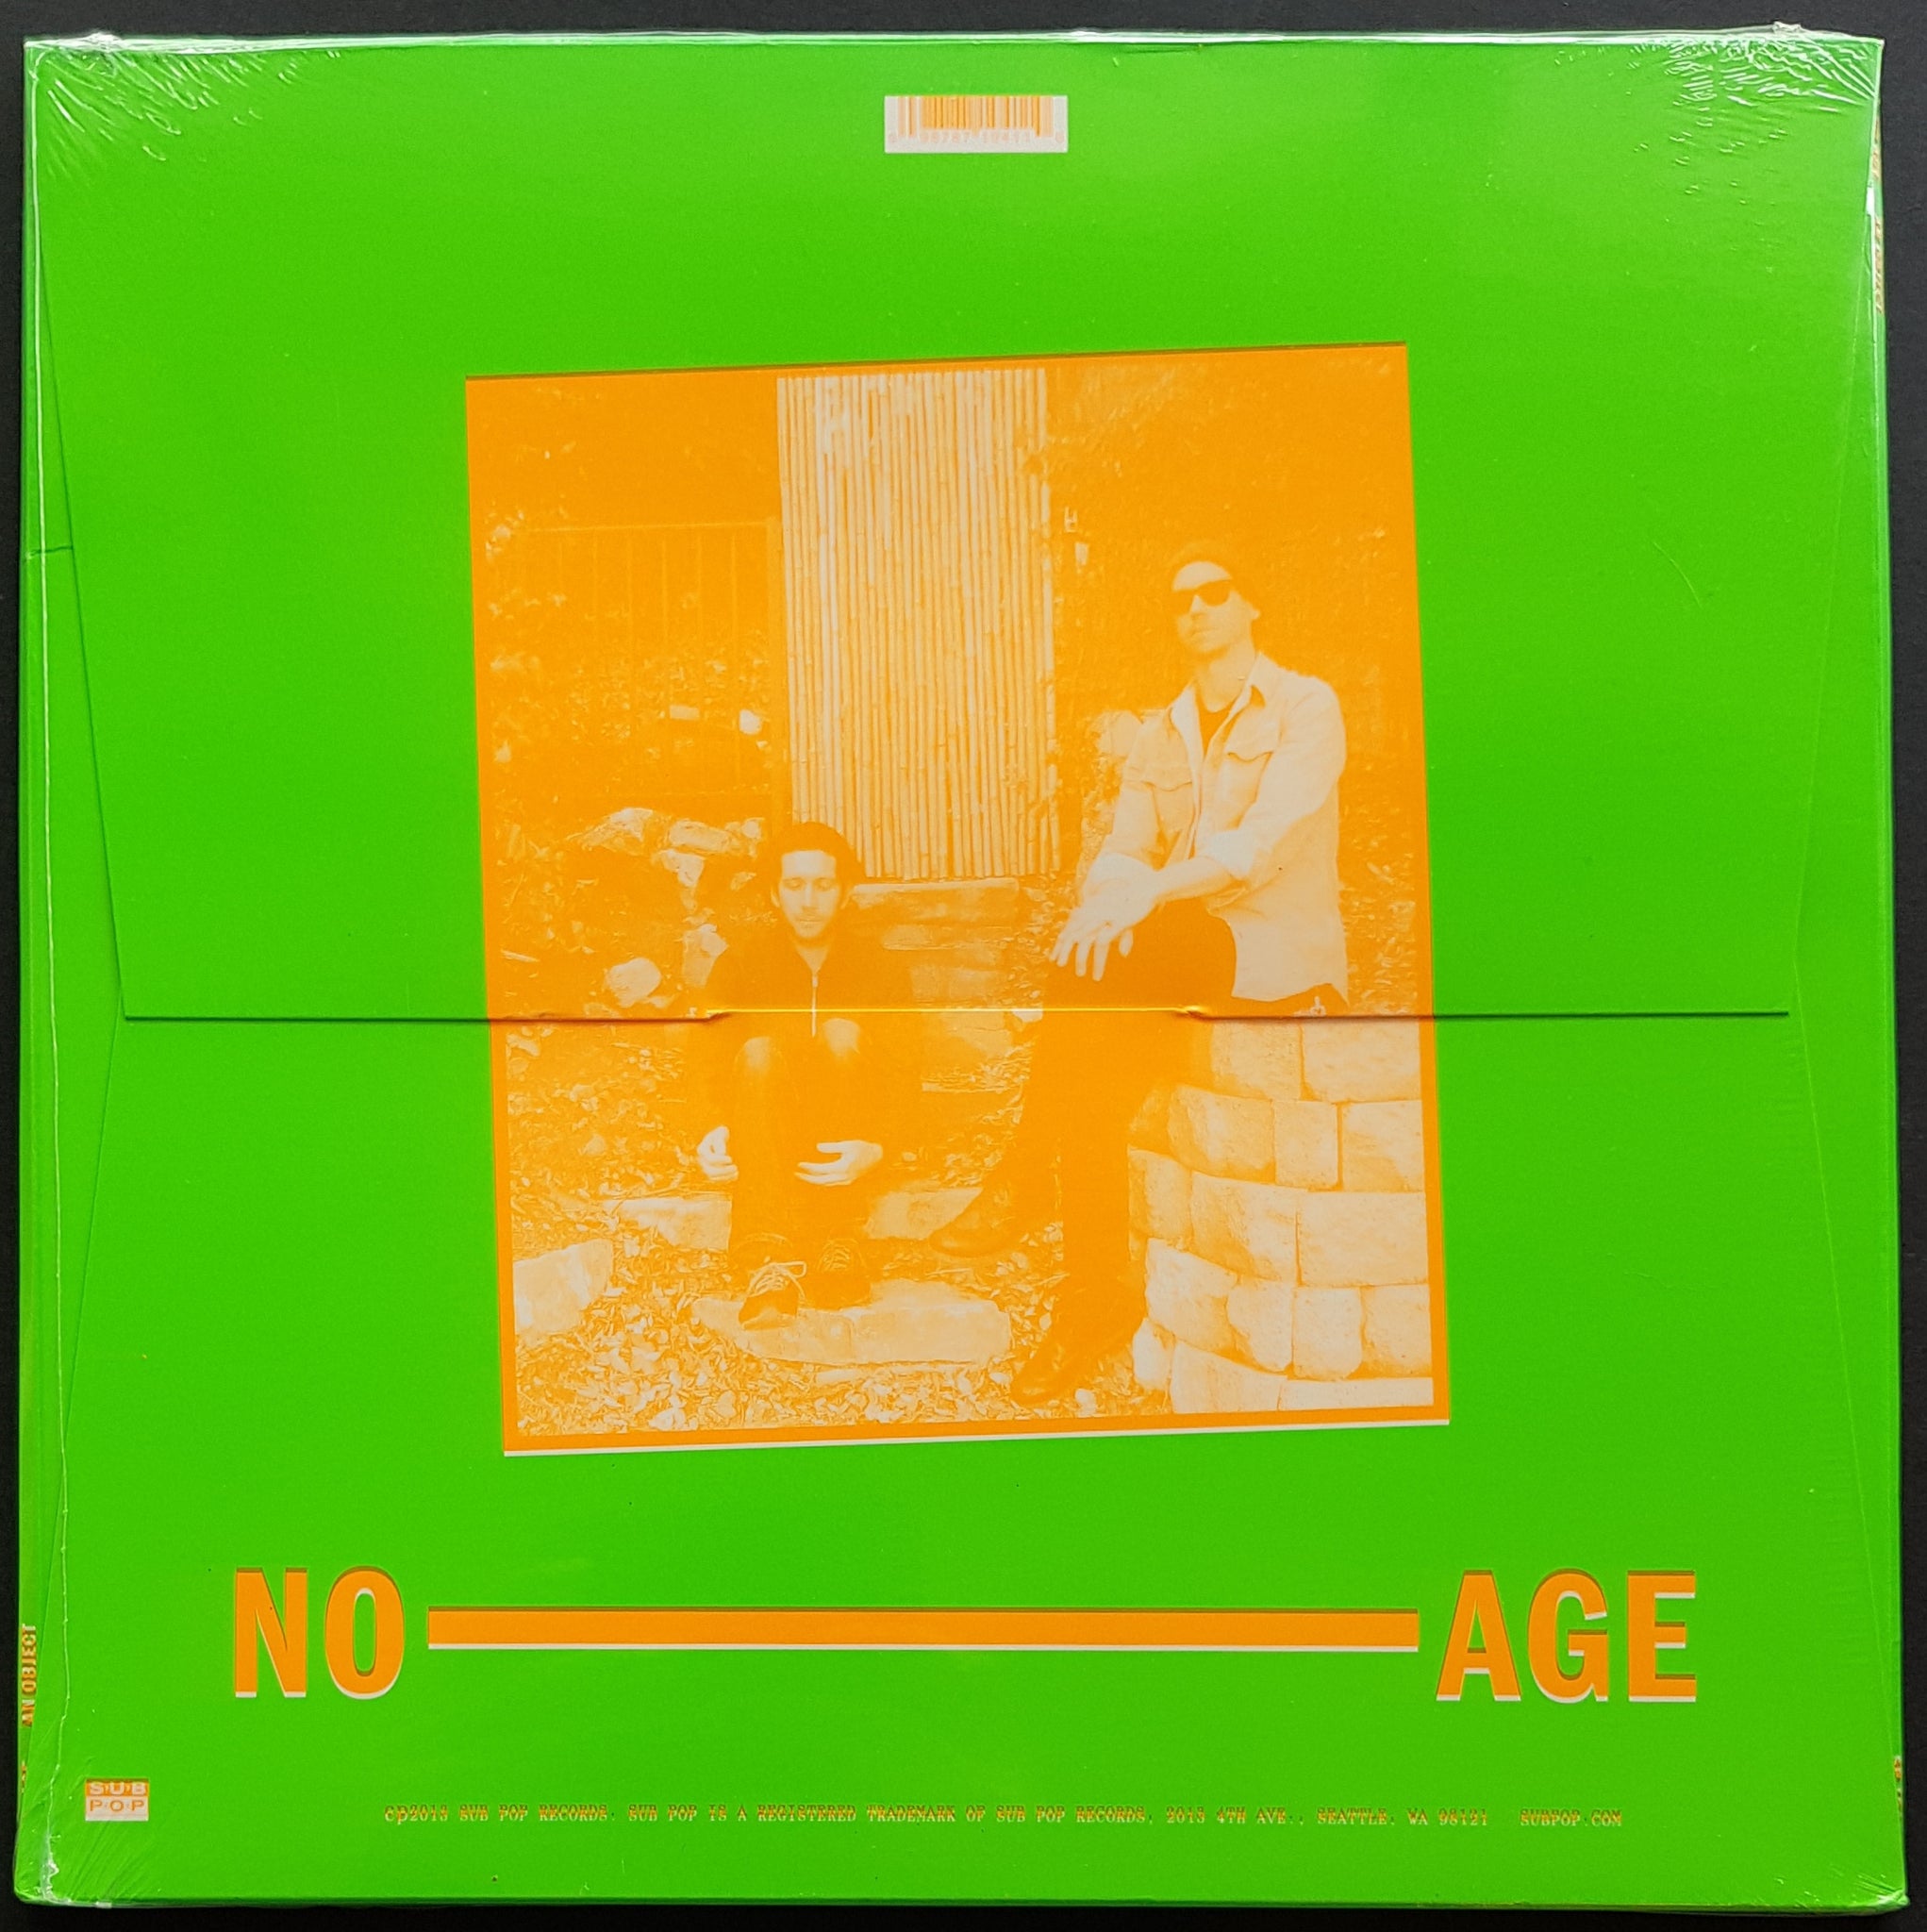 NO AGE
AN OBJECT
SUB
POP
cp2013 SUB POP RECORDS. SUB POP IS A REGISTERED TRADEMARK OF SUB POP RECORDS, 2013 4TH AVE., SEATTLE, WA 98121 SUBPOP.COM